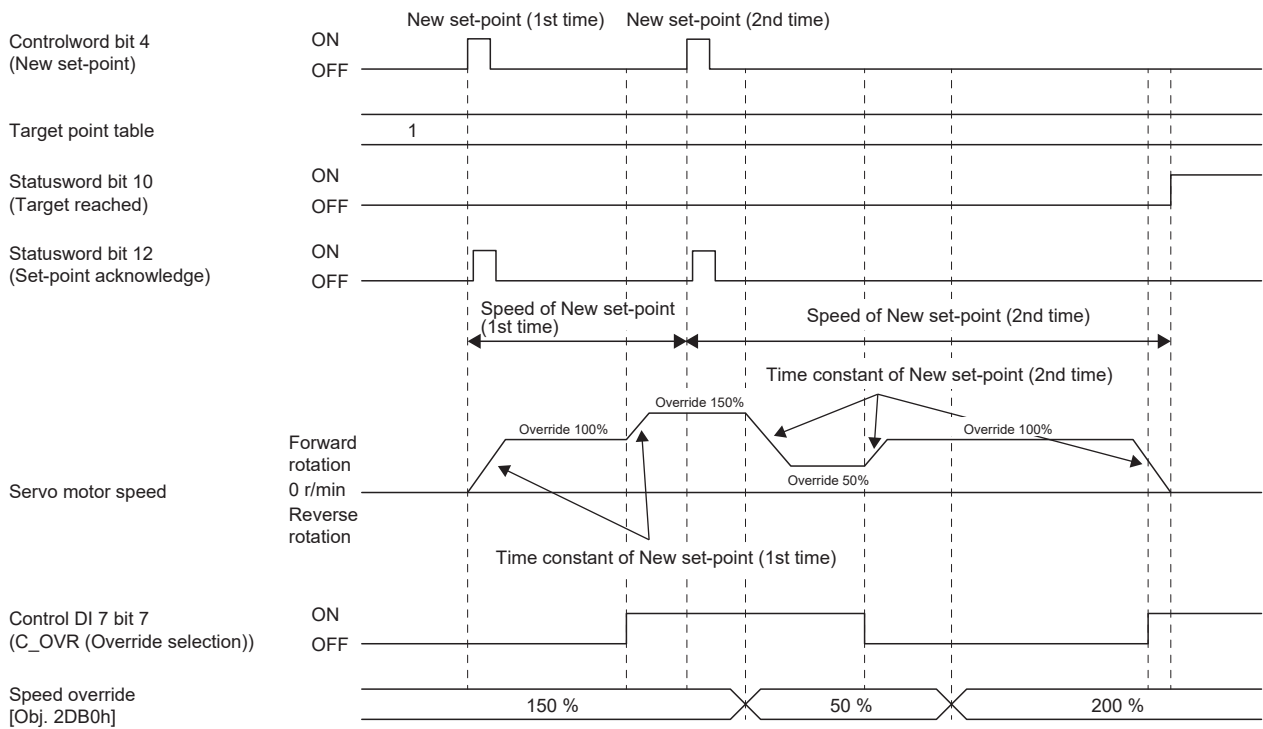 New set-point (1st time) New set-point (2nd time)
Controlword bit 4
(New set-point)
ON
OFF
Target point table
1
Statusword bit 10
(Target reached)
ON
OFF
Statusword bit 12
(Set-point acknowledge)
ON
OFF
Speed of New set-point
(1st time)
Speed of New set-point (2nd time)
Time constant of New set-point (2nd time)
Override 150%
Override 100%
Override 100%
Override 50%
Servo motor speed
Forward
rotation
0 r/min
Reverse
rotation
Time constant of New set-point (1st time)
Control DI 7 bit 7
(C_OVR (Override selection))
ON
OFF
Speed override
[Obj. 2DB0h]
150 %
50 %
200 %